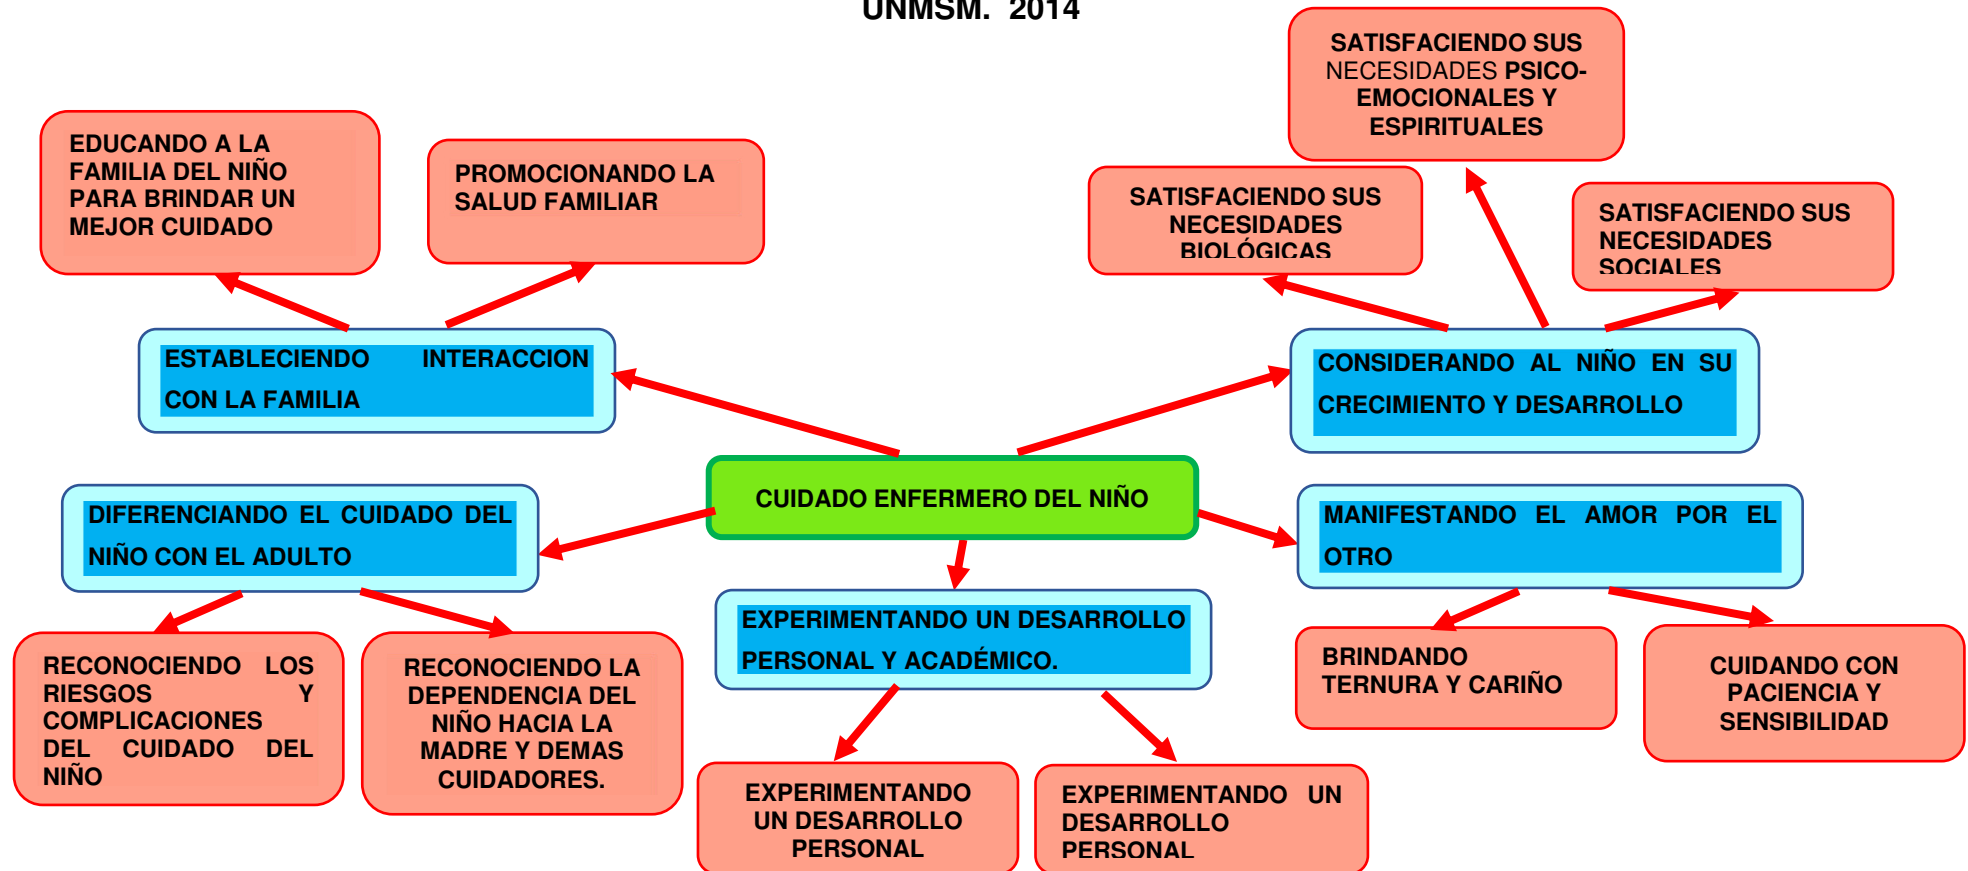 UNMSM. 2014
SATISFACIENDO SUS
NECESIDADES PSICO-
EMOCIONALES Y
ESPIRITUALES
EDUCANDO A LA
FAMILIA DEL NIÑO
PARA BRINDAR UN
MEJOR CUIDADO
PROMOCIONANDO LA
SALUD FAMILIAR
SATISFACIENDO SUS
NECESIDADES
BIOLÓGICAS
SATISFACIENDO SUS
NECESIDADES
SOCIALES
ESTABLECIENDO INTERACCION
CON LA FAMILIA
CONSIDERANDO AL NIÑO EN SU
CRECIMIENTO Y DESARROLLO
CUIDADO ENFERMERO DEL NIÑO
DIFERENCIANDO EL CUIDADO DEL
NIÑO CON EL ADULTO
MANIFESTANDO EL AMOR POR EL
OTRO
EXPERIMENTANDO UN DESARROLLO
PERSONAL Y ACADÉMICO.
RECONOCIENDO LOS
RIESGOS Y
COMPLICACIONES
DEL CUIDADO DEL
NIÑO
RECONOCIENDO LA
DEPENDENCIA DEL
NIÑO HACIA LA
MADRE Y DEMAS
CUIDADORES.
BRINDANDO
TERNURA Y CARIÑO
CUIDANDO CON
PACIENCIA Y
SENSIBILIDAD
EXPERIMENTANDO
UN DESARROLLO
PERSONAL
EXPERIMENTANDO UN
DESARROLLO
PERSONAL